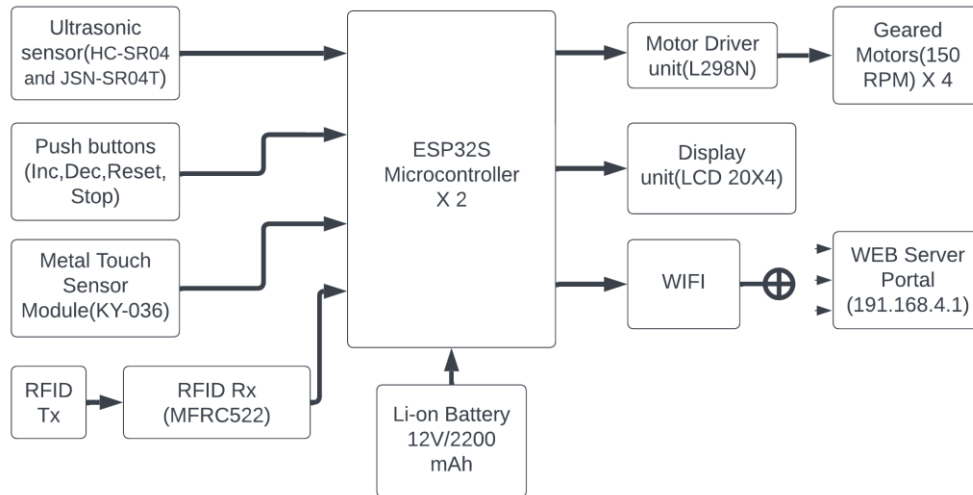 Ultrasonic
sensor(HC-SR04
and JSN-SR04T)
Push buttons
(Inc,Dec,Reset,
Stop)
Metal Touch
Sensor
Module(KY-036)
RFID
Tx
RFID Rx
(MFRC522)
ESP32S
Microcontroller
X 2
Li-on Battery
12V/2200
mAh
Motor Driver
unit(L298N)
Geared
Motors(150
RPM) X 4
Display
unit(LCD 20X4)
WIFI
WEB Server
Portal
(191.168.4.1)